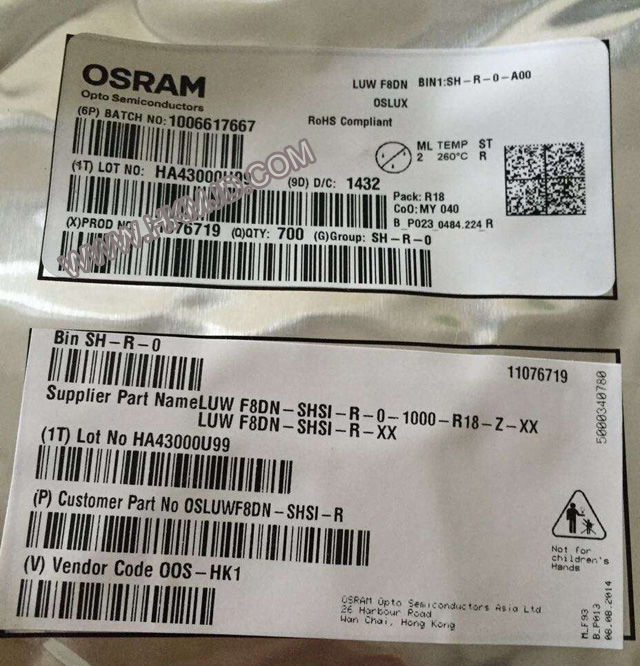 OSRAM
Opto Semiconductors
LUW F8DN BIN1:SH-R-0-A00
OSLUX
RoHS Compliant
(6P) BATCH NO: 1006617667
ML TEMP ST
2 260°C R
(1T) LOT NO: HA43000U99
(9D) D/C: 1432
Pack: R18
CoO: MY 040
B_P023_0484.224_R
(X)PROD NO: 11076719 (Q)QTY: 700 (G)Group: SH-R-0
Bin SH-R-0
11076719
5000340780
Supplier Part NameLUW F8DN-SHSI-R-0-1000-R18-Z-XX
LUW F8DN-SHSI-R-XX
(1T) Lot No HA43000U99
(P) Customer Part No OSLUWF8DN-SHSI-R
Not for
children's
Hands
(V) Vendor Code OOS-HK1
OSRAM Opto Semiconductors Asia Ltd
26 Harbour Road
Wan Chai, Hong Kong
MLF93
B_P013
08.08.2014